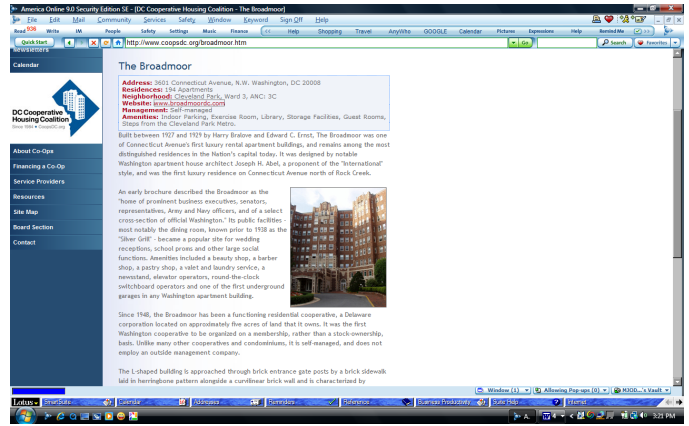 America Online 9.0 Security Edition SE - [DC Cooperative Housing Coalition - The Broadmoor]
File Edit Mail Community Services Safety Window Keyword Sign Off Help
Read 936 Write IM People Safety Settings Music Finance << Help Shopping Travel AnyWho GOOGLE Calendar Pictures Expressions Help Remind Me >>
Quick Start http://www.coopsdc.org/broadmoor.htm Go Search Favorites
Newsletters
Calendar
DC Cooperative
Housing Coalition
Since 1984 • CoopsDC.org
About Co-Ops
Financing a Co-Op
Service Providers
Resources
Site Map
Board Section
Contact
The Broadmoor
Address: 3601 Connecticut Avenue, N.W. Washington, DC 20008
Residences: 194 Apartments
Neighborhood: Cleveland Park, Ward 3, ANC: 3C
Website: www.broadmoordc.com
Management: Self-managed
Amenities: Indoor Parking, Exercise Room, Library, Storage Facilities, Guest Rooms,
Steps from the Cleveland Park Metro.
Built between 1927 and 1929 by Harry Bralove and Edward C. Ernst, The Broadmoor was one
of Connecticut Avenue's first luxury rental apartment buildings, and remains among the most
distinguished residences in the Nation's capital today. It was designed by notable
Washington apartment house architect Joseph H. Abel, a proponent of the "International"
style, and was the first luxury residence on Connecticut Avenue north of Rock Creek.
An early brochure described the Broadmoor as the
"home of prominent business executives, senators,
representatives, Army and Navy officers, and of a select
cross-section of official Washington." Its public facilities -
most notably the dining room, known prior to 1938 as the
"Silver Grill" - became a popular site for wedding
receptions, school proms and other large social
functions. Amenities included a beauty shop, a barber
shop, a pastry shop, a valet and laundry service, a
newsstand, elevator operators, round-the-clock
switchboard operators and one of the first underground
garages in any Washington apartment building.
Since 1948, the Broadmoor has been a functioning residential cooperative, a Delaware
corporation located on approximately five acres of land that it owns. It was the first
Washington cooperative to be organized on a membership, rather than a stock-ownership,
basis. Unlike many other cooperatives and condominiums, it is self-managed, and does not
employ an outside management company.
The L-shaped building is approached through brick entrance gate posts by a brick sidewalk
laid in herringbone pattern alongside a curvilinear brick wall and is characterized by
Window (1) Allowing Pop-ups (0) MJOD...'s Vault
Lotus SmartSuite Calendar Addresses Reminders Reference Business Productivity Suite Help Internet
A. 3:21 PM